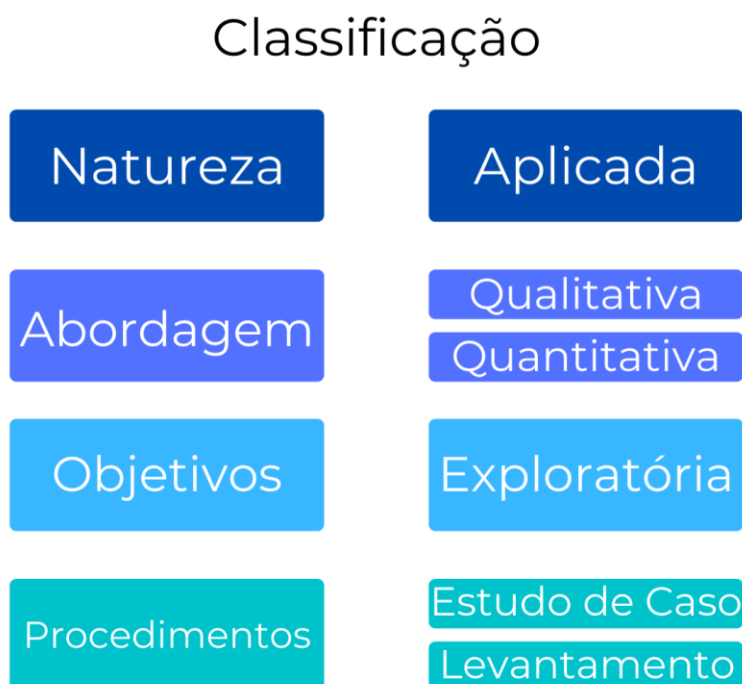 Classificação
Natureza
Aplicada
Abordagem
Qualitativa
Quantitativa
Objetivos
Exploratória
Procedimentos
Estudo de Caso
Levantamento